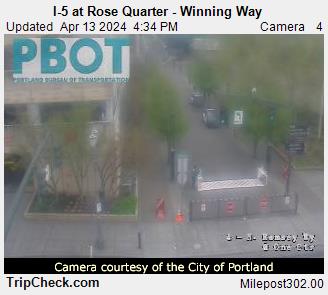 I-5 at Rose Quarter - Winning Way
Updated Apr 13 2024 4:34 PM Camera 4
PBOT
PORTLAND BUREAU OF TRANSPORTATION
Camera courtesy of the City of Portland
TripCheck.com Milepost302.00